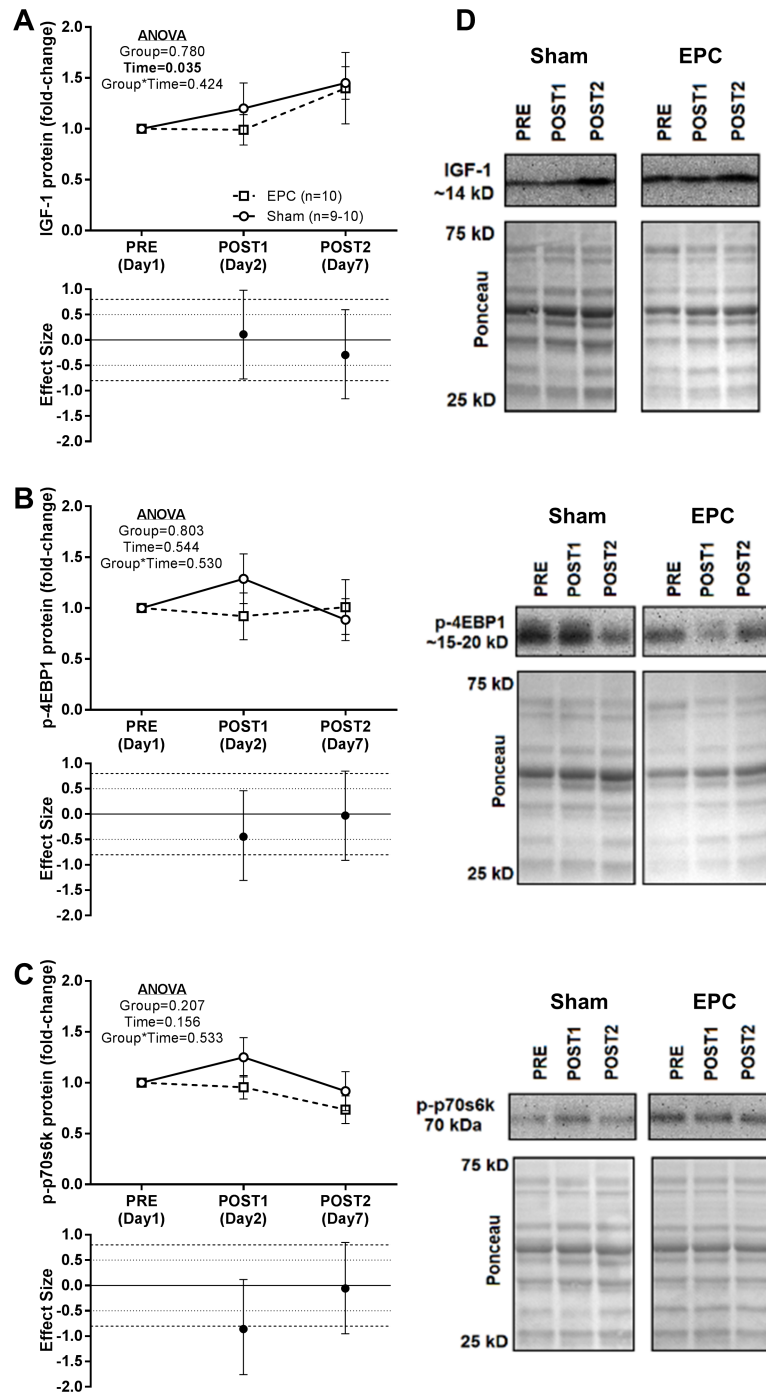 A
IGF-1 protein (fold-change)
2.0
1.5
1.0
0.5
0.0
ANOVA
Group=0.780
Time=0.035
Group*Time=0.424
EPC (n=10)
Sham (n=9-10)
PRE
(Day1)
POST1
(Day2)
POST2
(Day7)
Effect Size
1.0
0.5
0.0
-0.5
-1.0
-1.5
-2.0
D
Sham
EPC
PRE
POST1
POST2
PRE
POST1
POST2
IGF-1
~14 kD
75 kD
Ponceau
25 kD
B
p-4EBP1 protein (fold-change)
2.0
1.5
1.0
0.5
0.0
ANOVA
Group=0.803
Time=0.544
Group*Time=0.530
PRE
(Day1)
POST1
(Day2)
POST2
(Day7)
Effect Size
1.0
0.5
0.0
-0.5
-1.0
-1.5
-2.0
Sham
EPC
PRE
POST1
POST2
PRE
POST1
POST2
p-4EBP1
~15-20 kD
75 kD
Ponceau
25 kD
C
p-p70s6k protein (fold-change)
2.0
1.5
1.0
0.5
0.0
ANOVA
Group=0.207
Time=0.156
Group*Time=0.533
PRE
(Day1)
POST1
(Day2)
POST2
(Day7)
Effect Size
1.0
0.5
0.0
-0.5
-1.0
-1.5
-2.0
Sham
EPC
PRE
POST1
POST2
PRE
POST1
POST2
p-p70s6k
70 kDa
75 kD
Ponceau
25 kD